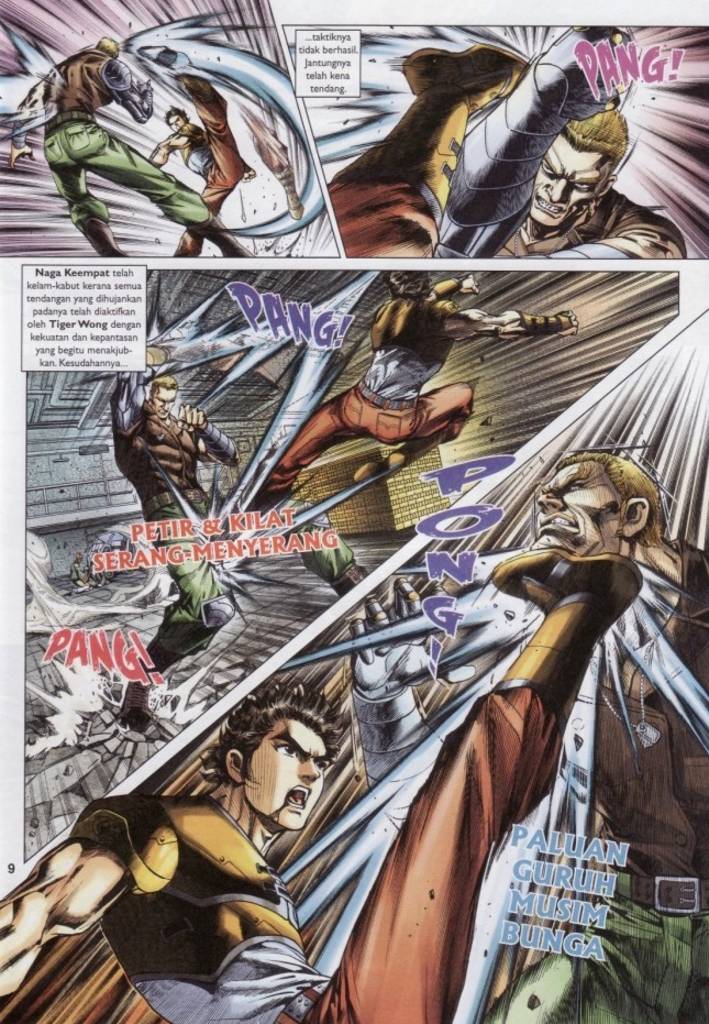 ...taktiknya
tidak berhasil.
Jantungnya
telah kena
tendang.
PANG!
Naga Keempat telah
kelam-kabut kerana semua
tendangan yang dihujankan
padanya telah diaktifkan
oleh Tiger Wong dengan
kekuatan dan kepantasan
yang begitu menakjub-
kan. Kesudahannya...
PANG!
PETIR & KILAT
SERANG-MENYERANG
PANG!
PONG!
PALUAN
GURUH
MUSIM
BUNGA
9